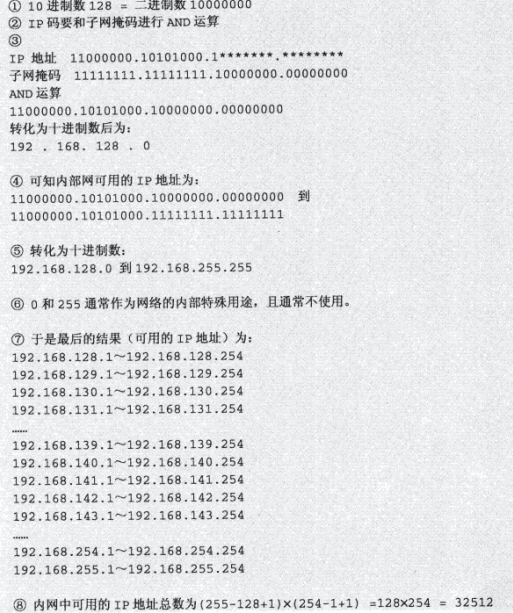 ① 10 进制数 128 = 二进制数 10000000
② IP 码要和子网掩码进行 AND 运算
③
IP 地址 11000000.10101000.1*******.********
子网掩码 11111111.11111111.10000000.00000000
AND 运算
11000000.10101000.10000000.00000000
转化为十进制数后为:
192 . 168. 128 . 0
④ 可知内部网可用的 IP 地址为:
11000000.10101000.10000000.00000000 到
11000000.10101000.11111111.11111111
⑤ 转化为十进制数:
192.168.128.0 到 192.168.255.255
⑥ 0 和 255 通常作为网络的内部特殊用途，且通常不使用。
⑦ 于是最后的结果（可用的 IP 地址）为:
192.168.128.1～192.168.128.254
192.168.129.1～192.168.129.254
192.168.130.1～192.168.130.254
192.168.131.1～192.168.131.254
……
192.168.139.1～192.168.139.254
192.168.140.1～192.168.140.254
192.168.141.1～192.168.141.254
192.168.142.1～192.168.142.254
192.168.143.1～192.168.143.254
……
192.168.254.1～192.168.254.254
192.168.255.1～192.168.255.254
⑧ 内网中可用的 IP 地址总数为(255-128+1)×(254-1+1) =128×254 = 32512